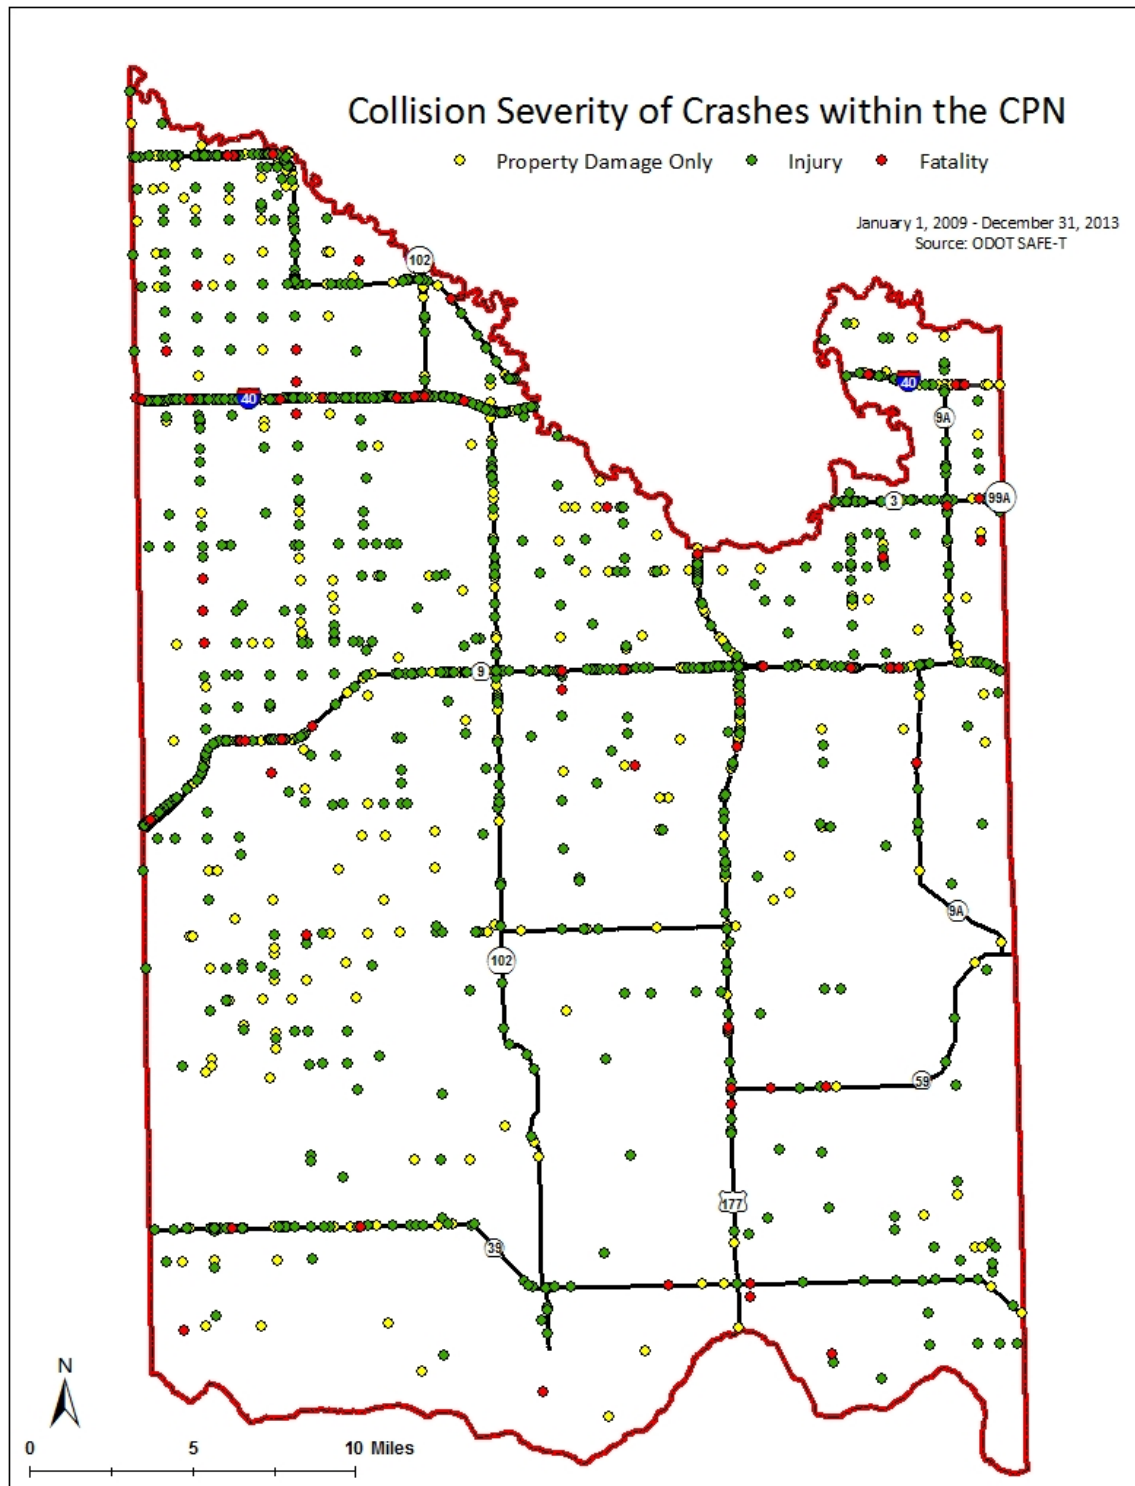 Collision Severity of Crashes within the CPN
Property Damage Only Injury Fatality
January 1, 2009 - December 31, 2013
Source: ODOT SAFE-T
102
40
40
9A
3
99A
9
9A
102
59
177
39
N
0 5 10 Miles